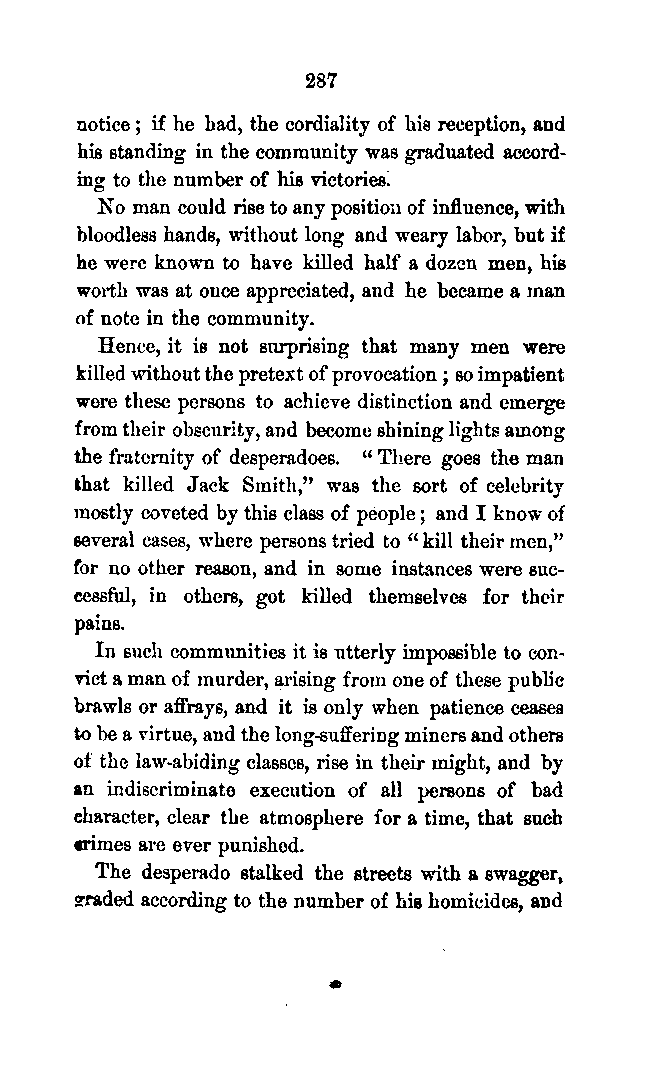 287
notice; if he had, the cordiality of his reception, and
his standing in the community was graduated accord-
ing to the number of his victories.
No man could rise to any position of influence, with
bloodless hands, without long and weary labor, but if
he were known to have killed half a dozen men, his
worth was at once appreciated, and he became a man
of note in the community.
Hence, it is not surprising that many men were
killed without the pretext of provocation; so impatient
were these persons to achieve distinction and emerge
from their obscurity, and become shining lights among
the fraternity of desperadoes. "There goes the man
that killed Jack Smith," was the sort of celebrity
mostly coveted by this class of people; and I know of
several cases, where persons tried to "kill their men,"
for no other reason, and in some instances were suc-
cessful, in others, got killed themselves for their
pains.
In such communities it is utterly impossible to con-
vict a man of murder, arising from one of these public
brawls or affrays, and it is only when patience ceases
to be a virtue, and the long-suffering miners and others
of the law-abiding classes, rise in their might, and by
an indiscriminate execution of all persons of bad
character, clear the atmosphere for a time, that such
crimes are ever punished.
The desperado stalked the streets with a swagger,
graded according to the number of his homicides, and